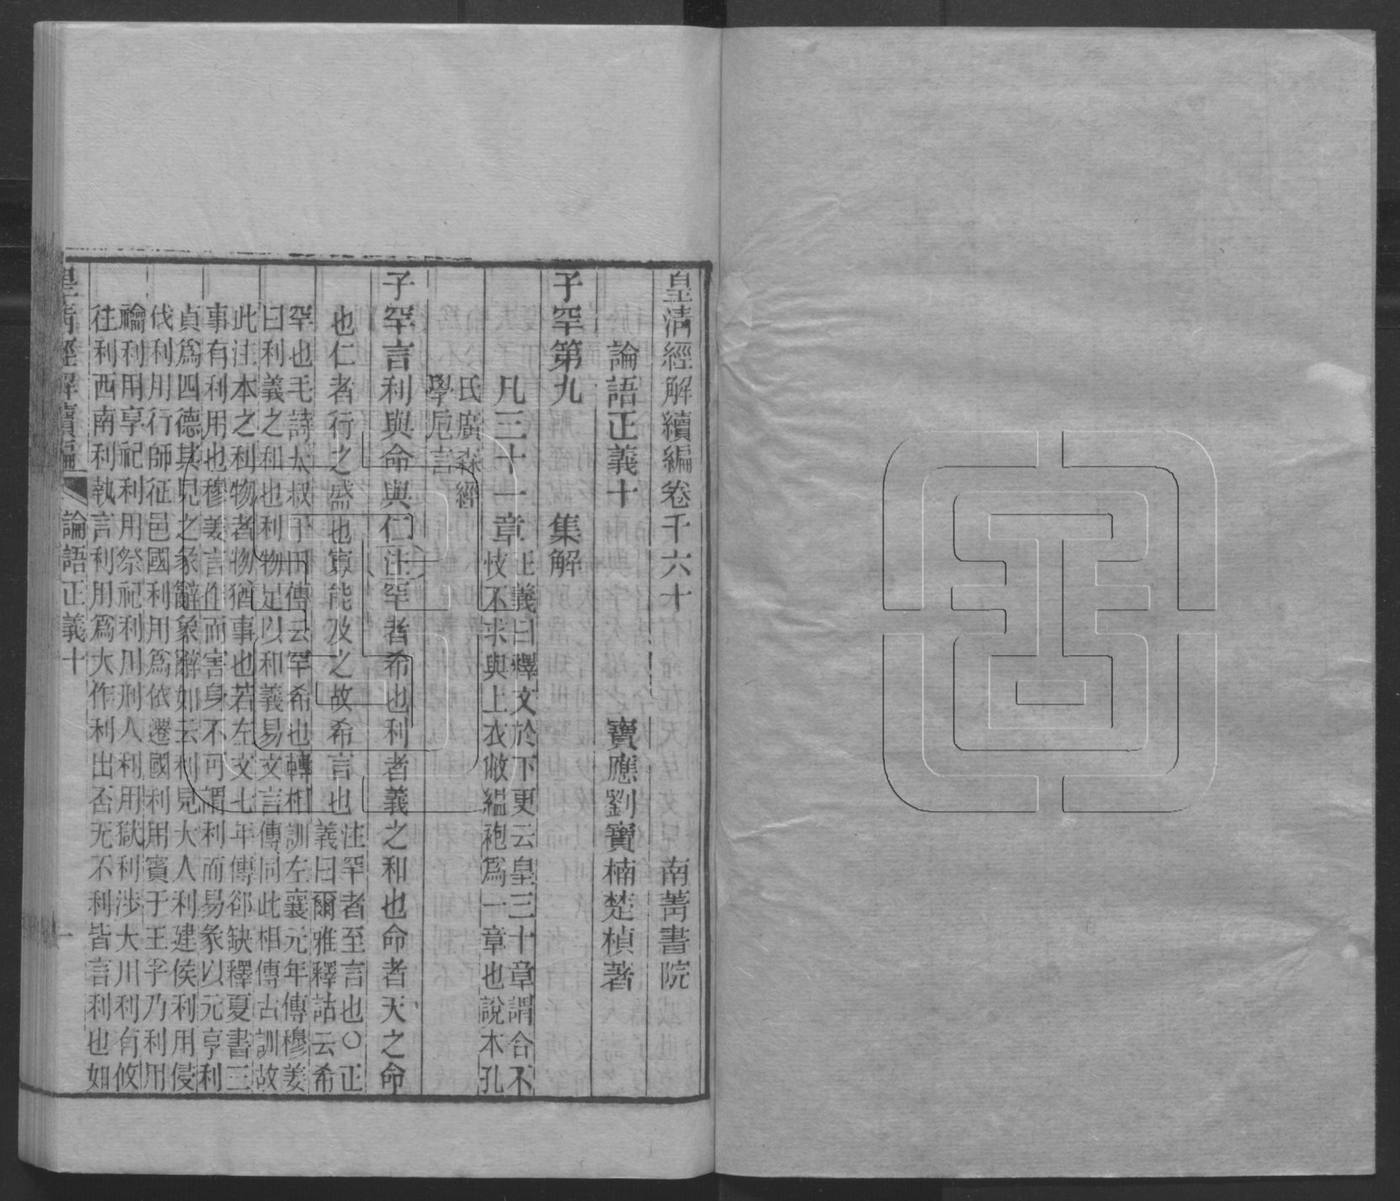 皇清經解續編卷千六十
南菁書院
論語正義十
寶應劉寶楠楚楨著
子罕第九
集解
凡三十一章
正義曰釋文於下更云皇三十章謂合不
忮不求與上衣敝縕袍為一章也說本孔
氏廣森經
學卮言
子罕言利與命與仁注罕者希也利者義之和也命者天之命
也仁者行之盛也寡能及之故希言也
注罕者至言也○正
義曰爾雅釋詁云希
罕也毛詩大叔于田傳云罕希也轉相訓左襄元年傳穆姜
曰利義之和也利物足以和義易文言傳同此相傳古訓故
此注本之利物者物猶事也若左文七年傳郤缺釋夏書三
事有利用也穆姜言作而害身不可謂利而易彖以元亨利
貞爲四德其見之彖辭象辭如云利見大人利建侯利用侵
伐利用行師征邑國利用爲依遷國利用賓于王孚乃利用
禴利用享祀利用祭祀利用刑人利用獄利涉大川利有攸
往利西南利執言利用爲大作利出否无不利皆言利也如
皇清經解續編
論語正義十
一